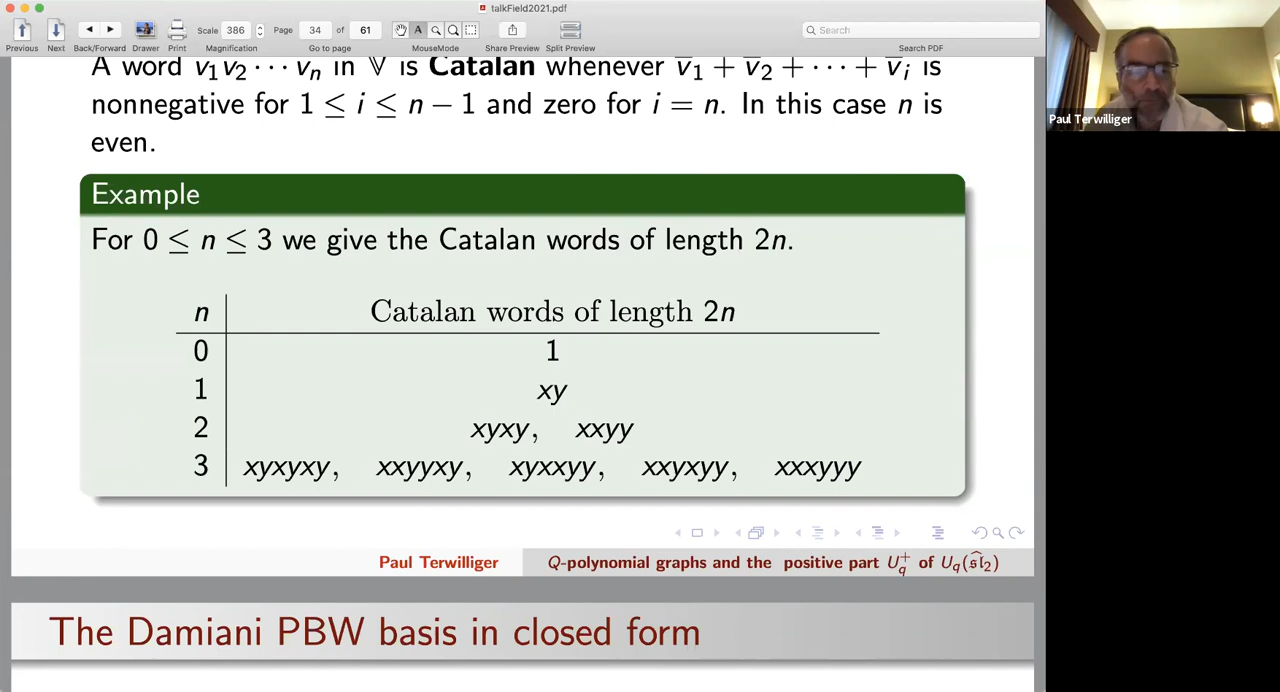 talkField2021.pdf
Scale 386 Page 34 of 61 Search
Previous Next Back/Forward Drawer Print Magnification Go to page MouseMode Share Preview Split Preview Search PDF
A word v₁v₂ ⋯ vₙ in 𝕍 is Catalan whenever v̅₁ + v̅₂ + ⋯ + v̅ᵢ is
nonnegative for 1 ≤ i ≤ n − 1 and zero for i = n. In this case n is
even.
Paul Terwilliger
Example
For 0 ≤ n ≤ 3 we give the Catalan words of length 2n.
n Catalan words of length 2n
0 1
1 xy
2 xyxy, xxyy
3 xyxyxy, xxyyxy, xyxxyy, xxyxyy, xxxyyy
Paul Terwilliger Q-polynomial graphs and the positive part U_q^+ of U_q(𝔰𝔩̂₂)
The Damiani PBW basis in closed form